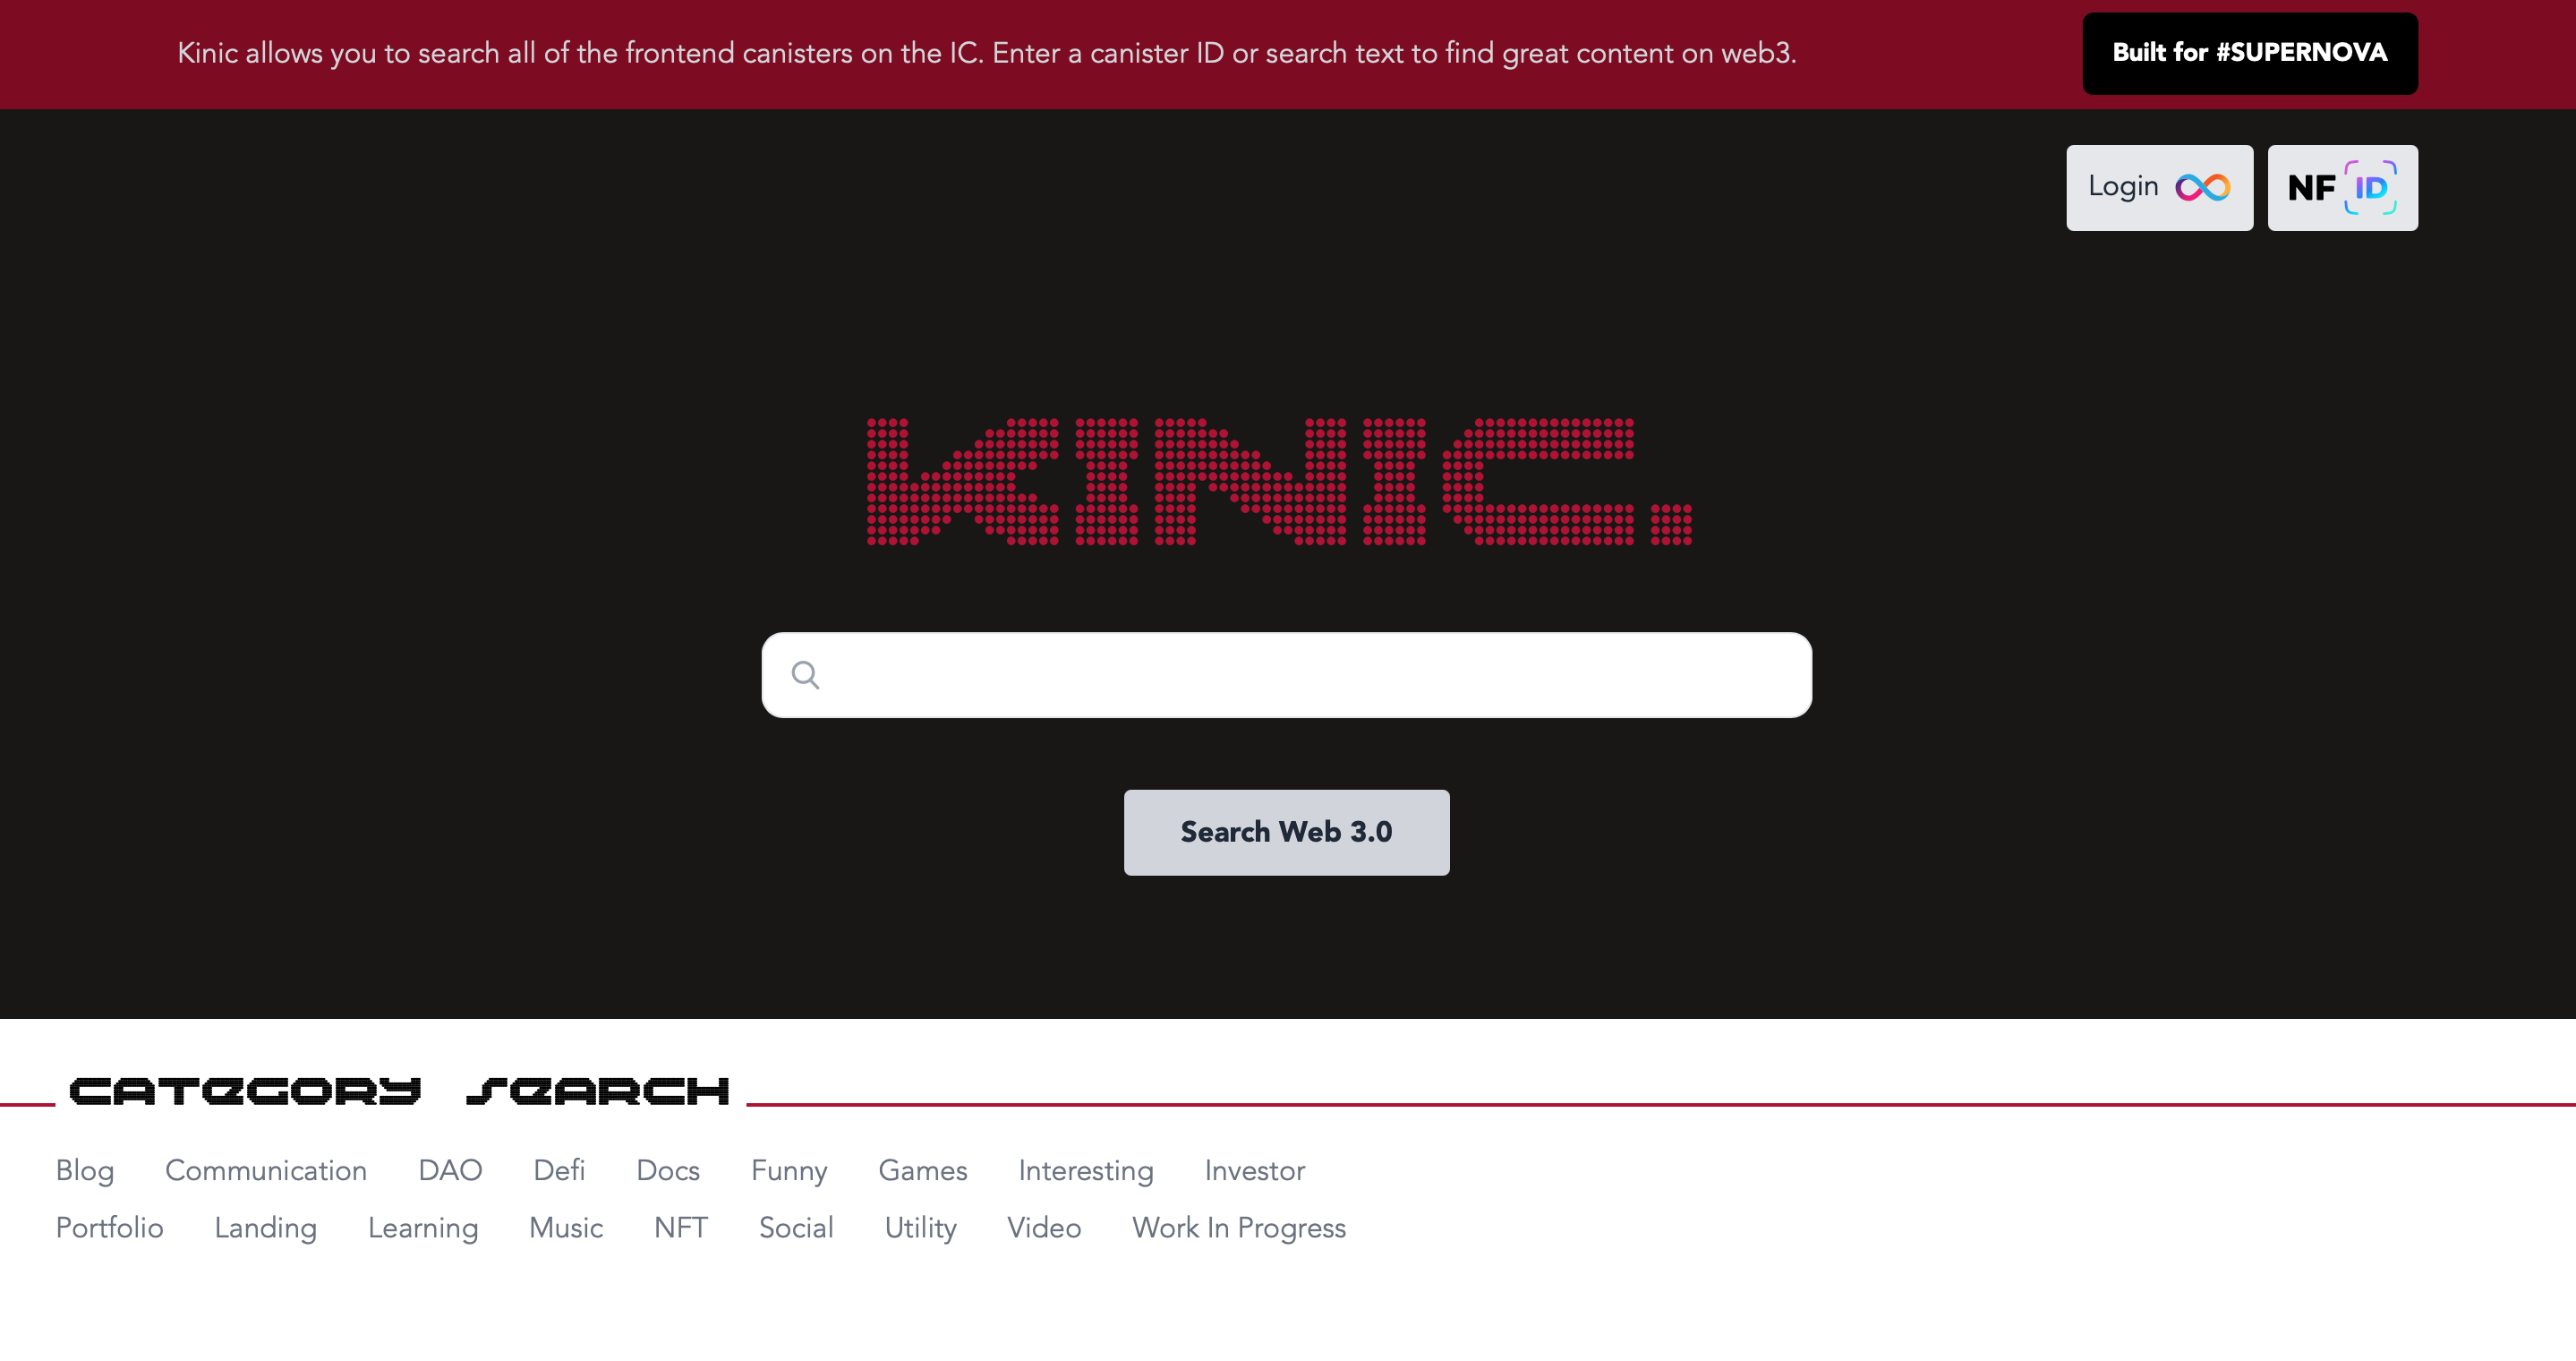 Kinic allows you to search all of the frontend canisters on the IC. Enter a canister ID or search text to find great content on web3.
Built for #SUPERNOVA
Login
NFID
KINIC.
Search Web 3.0
CATEGORY SEARCH
Blog Communication DAO Defi Docs Funny Games Interesting Investor
Portfolio Landing Learning Music NFT Social Utility Video Work In Progress